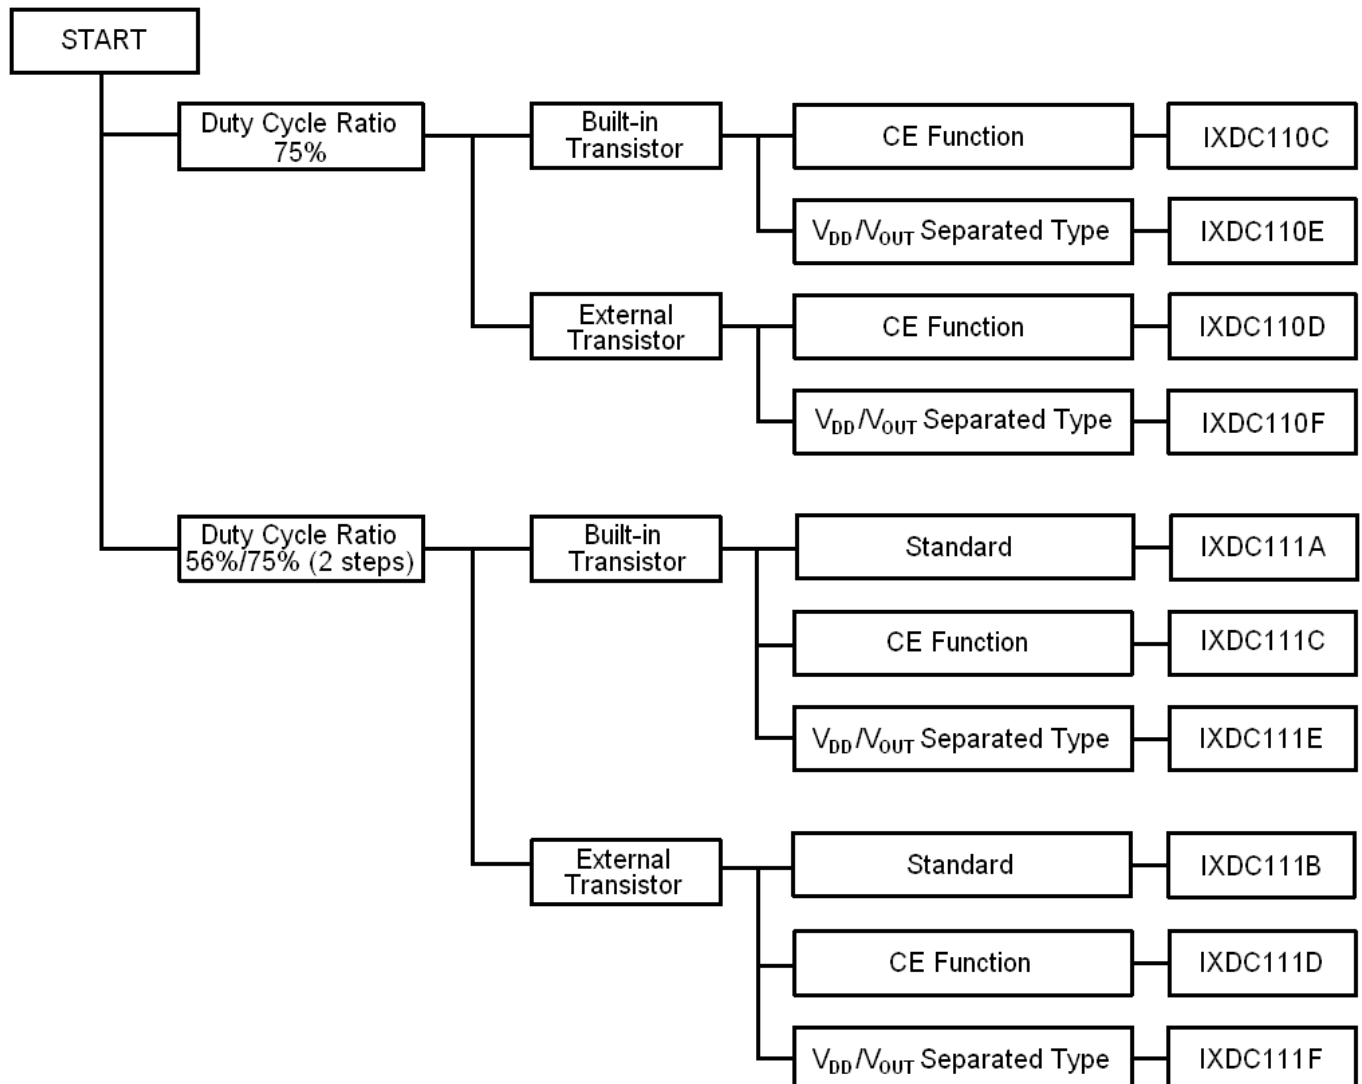 START
Duty Cycle Ratio
75%
Built-in
Transistor
CE Function
IXDC110C
VDD/VOUT Separated Type
IXDC110E
External
Transistor
CE Function
IXDC110D
VDD/VOUT Separated Type
IXDC110F
Duty Cycle Ratio
56%/75% (2 steps)
Built-in
Transistor
Standard
IXDC111A
CE Function
IXDC111C
VDD/VOUT Separated Type
IXDC111E
External
Transistor
Standard
IXDC111B
CE Function
IXDC111D
VDD/VOUT Separated Type
IXDC111F